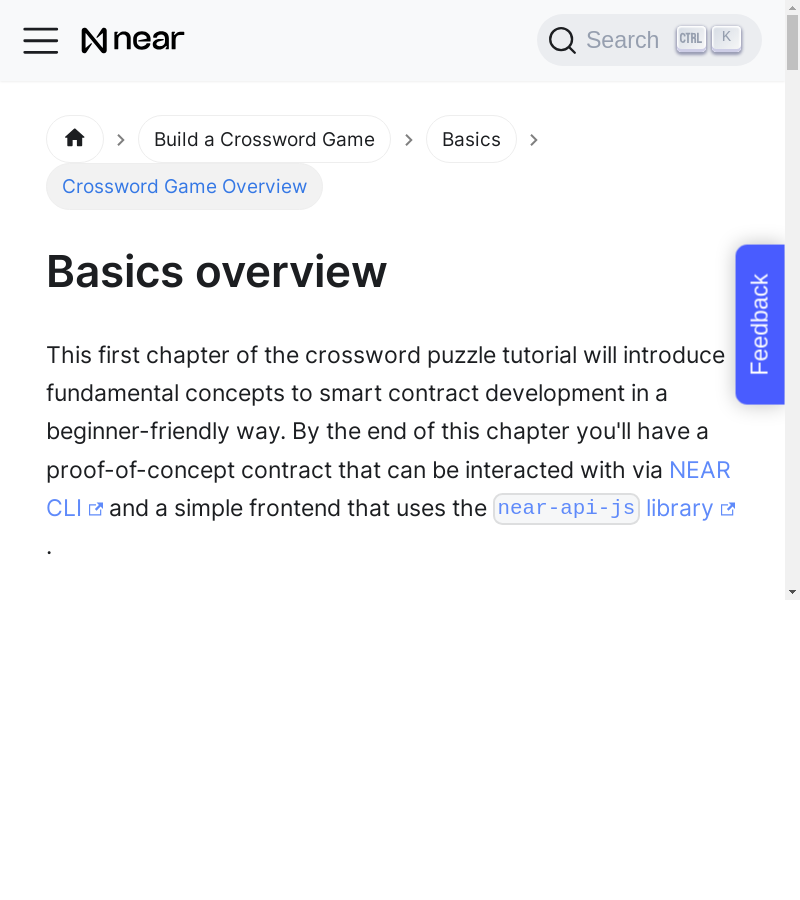 near
Search CTRL K
Build a Crossword Game
Basics
Crossword Game Overview
Basics overview
Feedback
This first chapter of the crossword puzzle tutorial will introduce
fundamental concepts to smart contract development in a
beginner-friendly way. By the end of this chapter you'll have a
proof-of-concept contract that can be interacted with via NEAR
CLI and a simple frontend that uses the near-api-js library
.